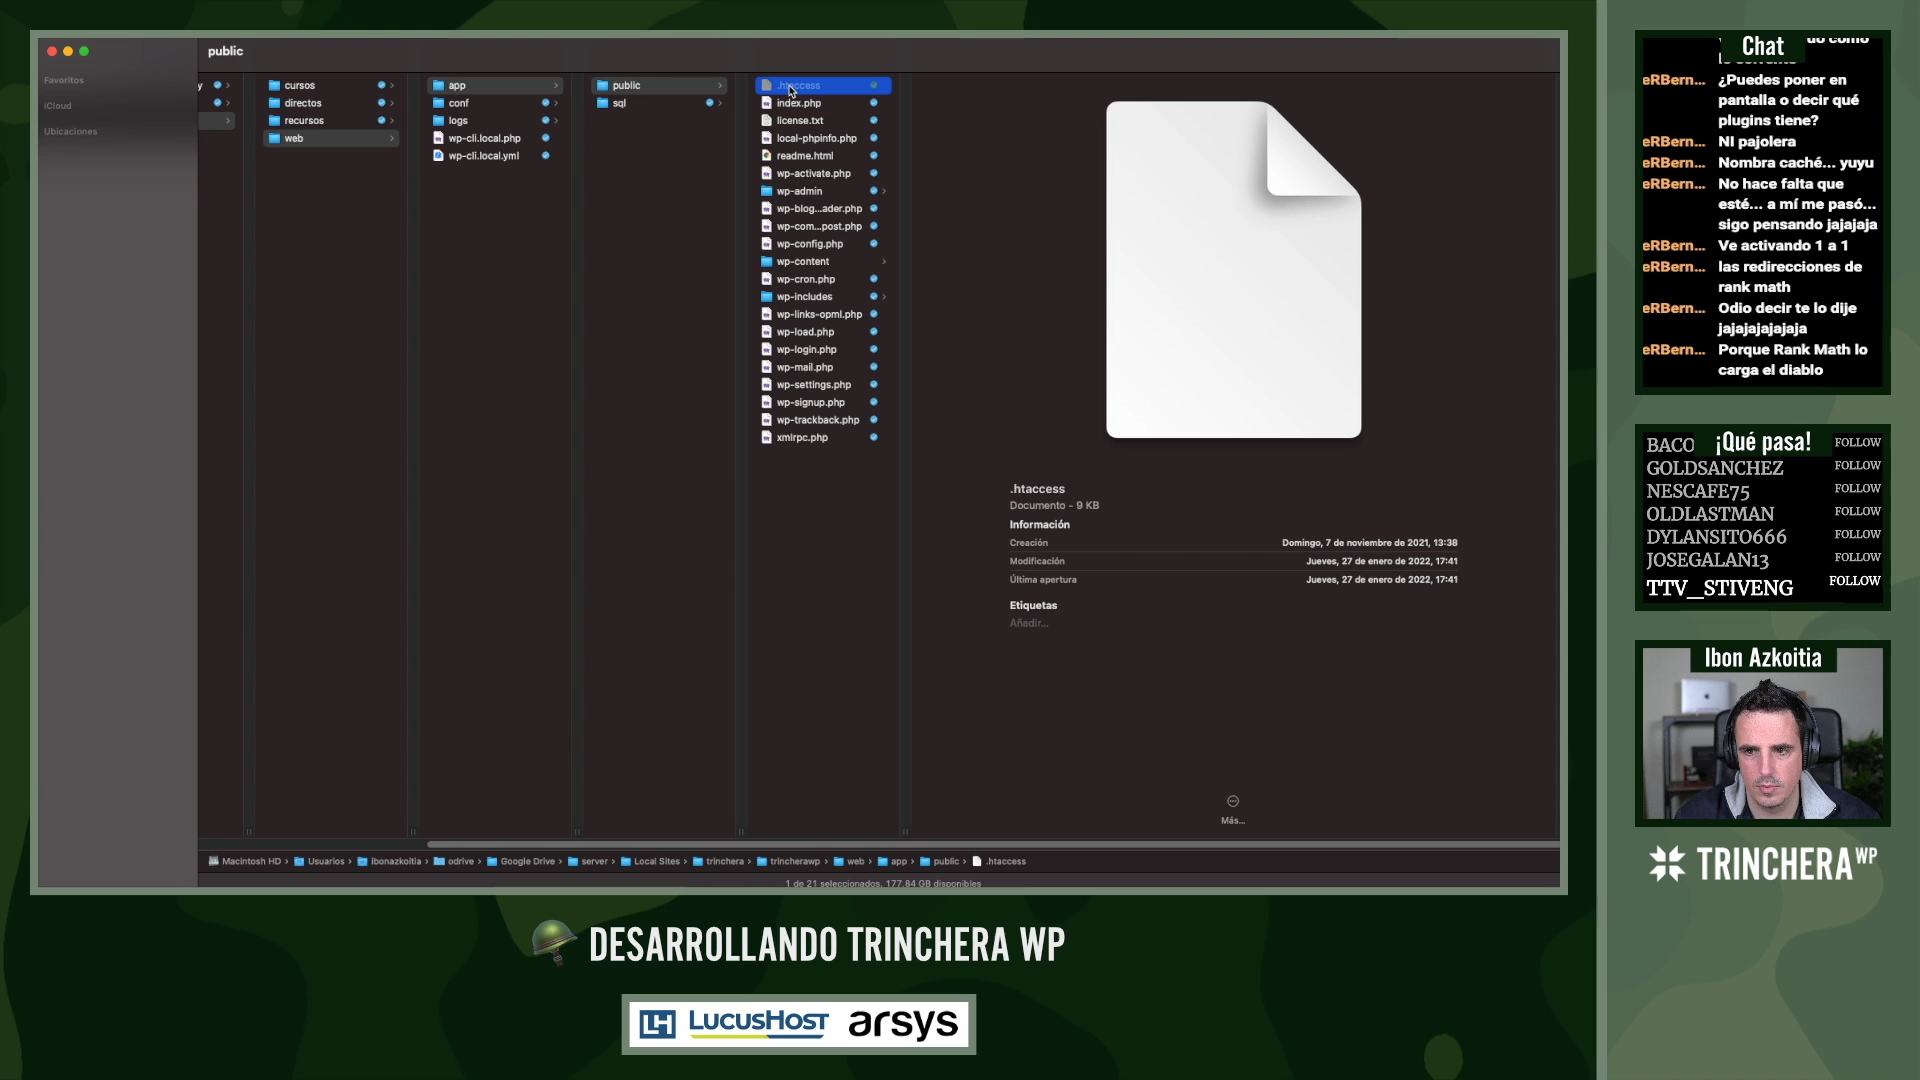 public
Favoritos
iCloud
Ubicaciones
y
cursos
directos
recursos
web
app
conf
logs
wp-cli.local.php
wp-cli.local.yml
public
sql
.htaccess
index.php
license.txt
local-phpinfo.php
readme.html
wp-activate.php
wp-admin
wp-blog...ader.php
wp-com...post.php
wp-config.php
wp-content
wp-cron.php
wp-includes
wp-links-opml.php
wp-load.php
wp-login.php
wp-mail.php
wp-settings.php
wp-signup.php
wp-trackback.php
xmlrpc.php
.htaccess
Documento - 9 KB
Información
Creación Domingo, 7 de noviembre de 2021, 13:38
Modificación Jueves, 27 de enero de 2022, 17:41
Última apertura Jueves, 27 de enero de 2022, 17:41
Etiquetas
Añadir...
Más...
Macintosh HD › Usuarios › ibonazkoitia › odrive › Google Drive › server › Local Sites › trinchera › trincherawp › web › app › public › .htaccess
1 de 21 seleccionados, 177,84 GB disponibles
DESARROLLANDO TRINCHERA WP
LH LUCUSHOST arsys
Chat
eRBern... ¿Puedes poner en
pantalla o decir qué
plugins tiene?
eRBern... NI pajolera
eRBern... Nombra caché... yuyu
eRBern... No hace falta que
esté... a mí me pasó...
sigo pensando jajajaja
eRBern... Ve activando 1 a 1
eRBern... las redirecciones de
rank math
eRBern... Odio decir te lo dije
jajajajajajaja
eRBern... Porque Rank Math lo
carga el diablo
¡Qué pasa!
BACO FOLLOW
GOLDSANCHEZ FOLLOW
NESCAFE75 FOLLOW
OLDLASTMAN FOLLOW
DYLANSITO666 FOLLOW
JOSEGALAN13 FOLLOW
TTV_STIVENG FOLLOW
Ibon Azkoitia
TRINCHERA WP